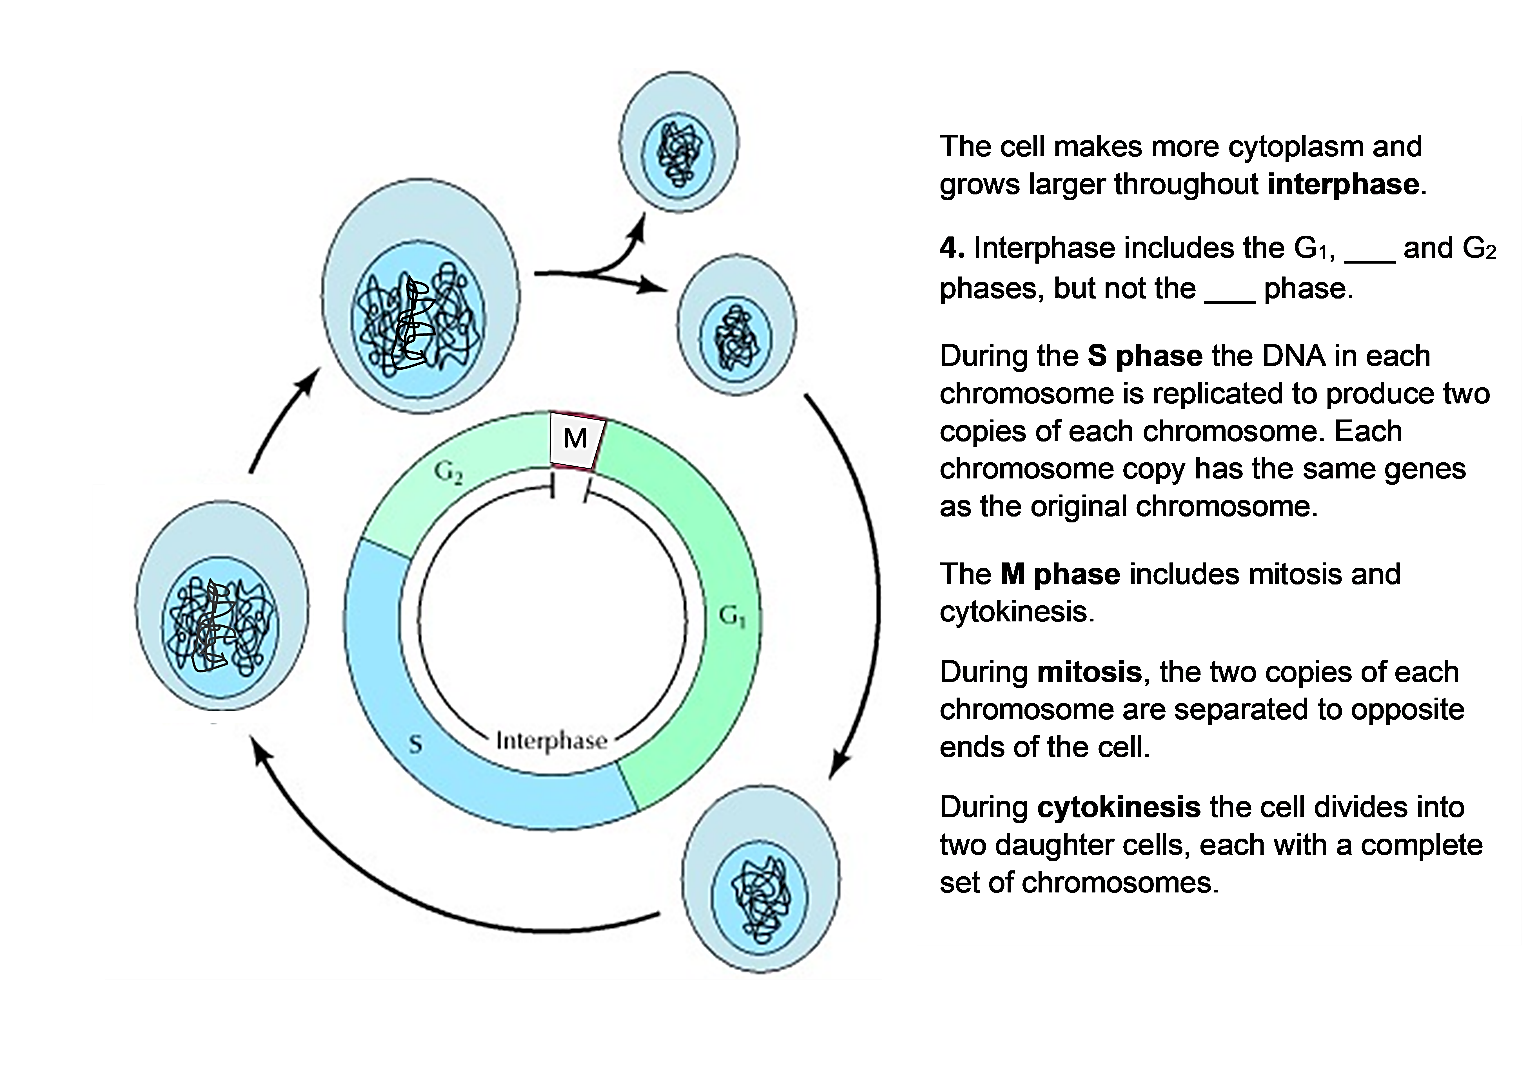 The cell makes more cytoplasm and
grows larger throughout interphase.
4. Interphase includes the G₁, ___ and G₂
phases, but not the ___ phase.
During the S phase the DNA in each
chromosome is replicated to produce two
copies of each chromosome. Each
chromosome copy has the same genes
as the original chromosome.
The M phase includes mitosis and
cytokinesis.
During mitosis, the two copies of each
chromosome are separated to opposite
ends of the cell.
During cytokinesis the cell divides into
two daughter cells, each with a complete
set of chromosomes.
M
G₂
G₁
S
Interphase